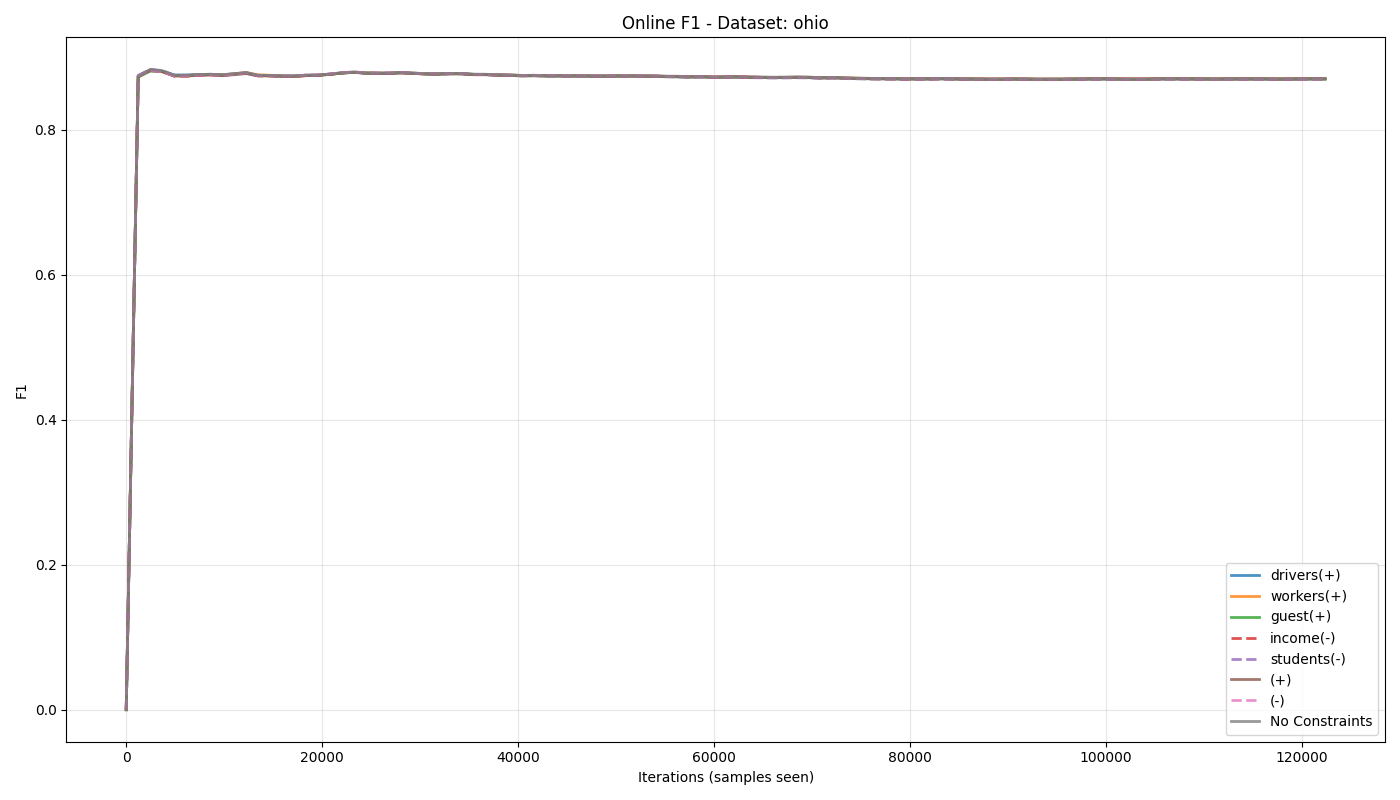 Online F1 - Dataset: ohio
F1
0.8
0.6
0.4
0.2
0.0
0
20000
40000
60000
80000
100000
120000
Iterations (samples seen)
drivers(+)
workers(+)
guest(+)
income(-)
students(-)
(+)
(-)
No Constraints